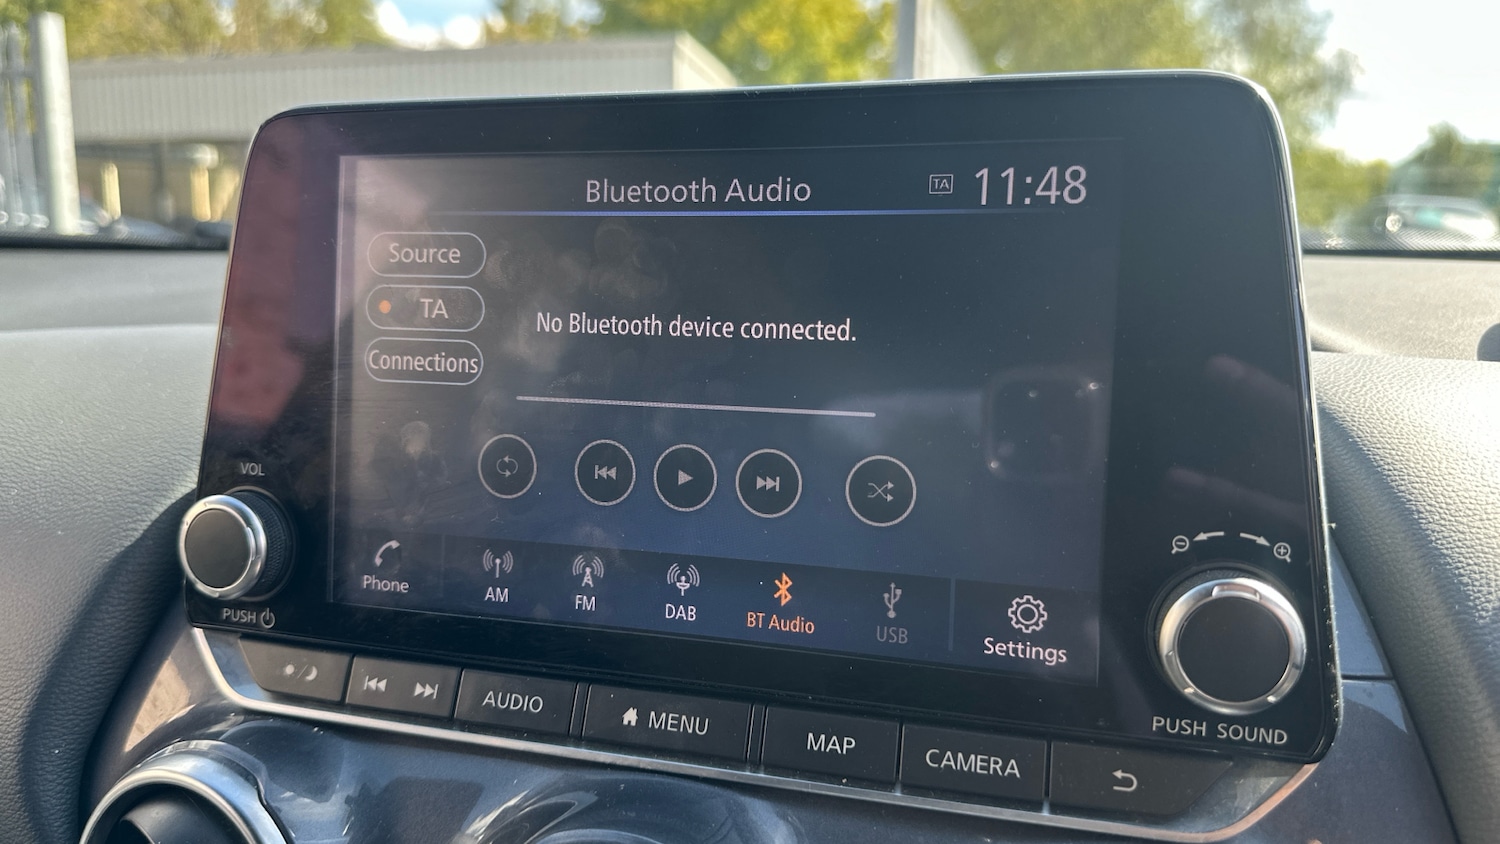 Bluetooth Audio
TA
11:48
Source
TA
Connections
No Bluetooth device connected.
VOL
PUSH
Phone
AM
FM
DAB
BT Audio
USB
Settings
PUSH SOUND
AUDIO
MENU
MAP
CAMERA